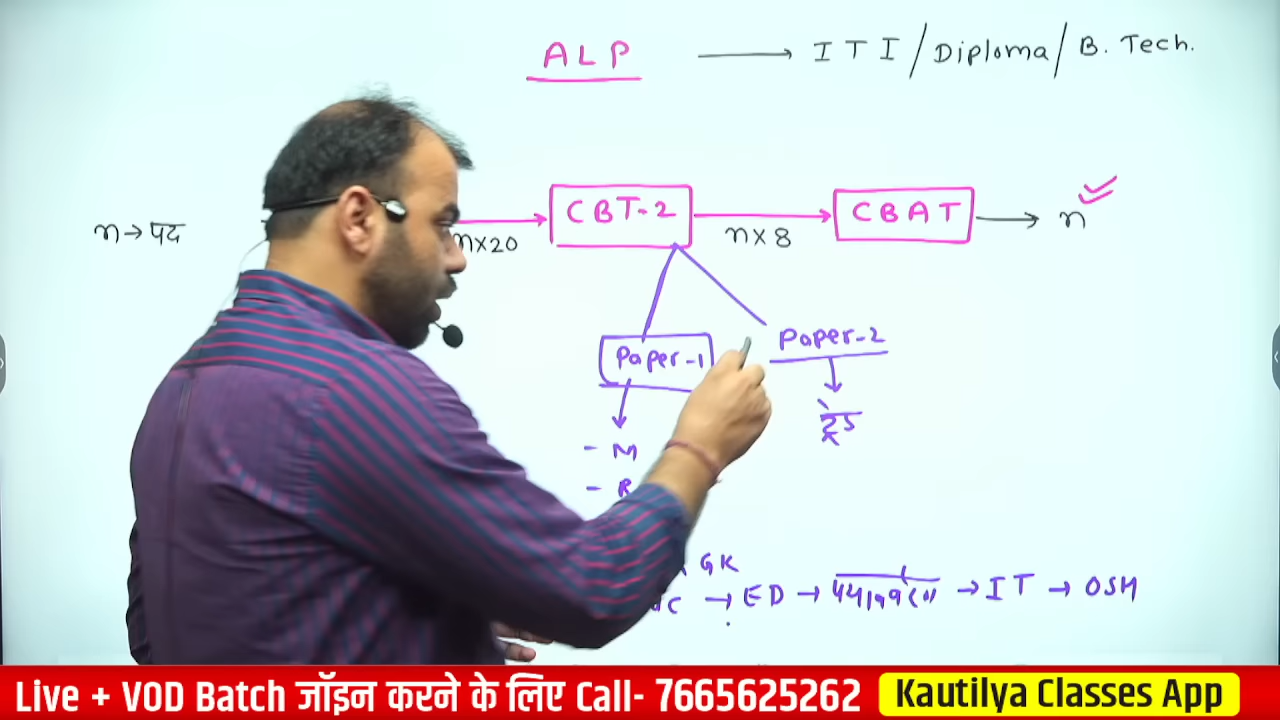 ALP → ITI/Diploma/B. Tech.
n→पद
n×20
CBT-2
n×8
CBAT → n
Paper-1
Paper-2
- M
- R
ट्रेड
GK
→ ED → पर्यावरण → IT → OSM
Live + VOD Batch जॉइन करने के लिए Call- 7665625262
Kautilya Classes App